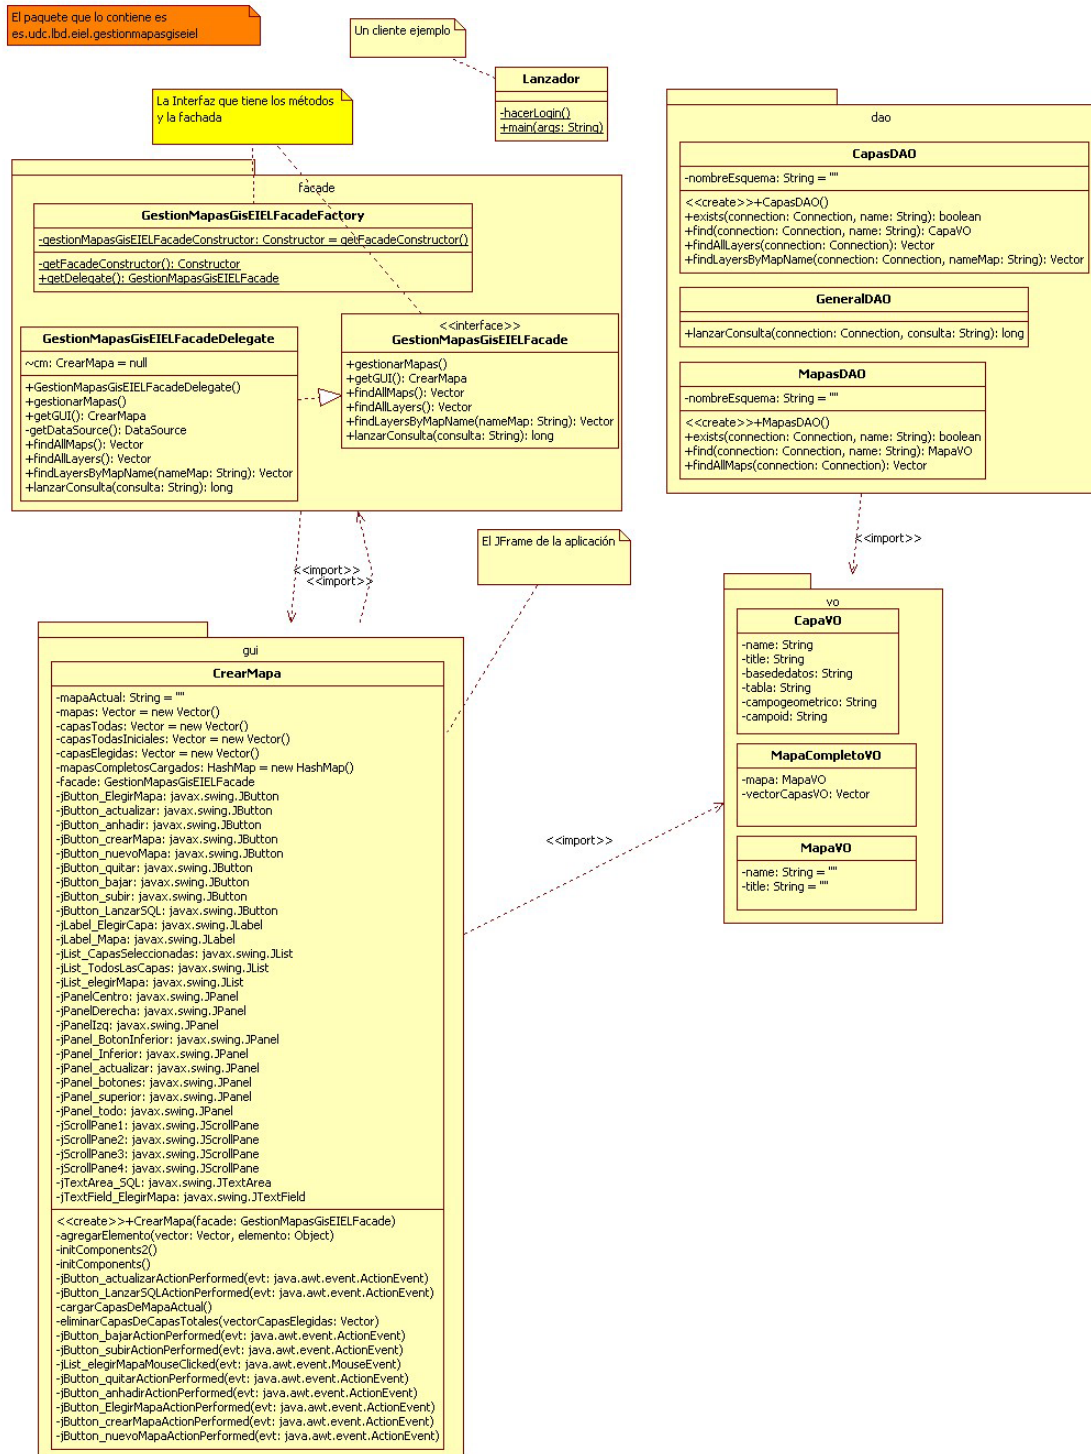 El paquete que lo contiene es
es.udc.lbd.eiel.gestionmapasgiseiel
Un cliente ejemplo
Lanzador
-hacerLogin()
+main(args: String)
La Interfaz que tiene los métodos
y la fachada
facade
GestionMapasGisEIELFacadeFactory
-gestionMapasGisEIELFacadeConstructor: Constructor = getFacadeConstructor()
-getFacadeConstructor(): Constructor
+getDelegate(): GestionMapasGisEIELFacade
GestionMapasGisEIELFacadeDelegate
~cm: CrearMapa = null
+GestionMapasGisEIELFacadeDelegate()
+gestionarMapas()
+getGUI(): CrearMapa
-getDataSource(): DataSource
+findAllMaps(): Vector
+findAllLayers(): Vector
+findLayersByMapName(nameMap: String): Vector
+lanzarConsulta(consulta: String): long
<<interface>>
GestionMapasGisEIELFacade
+gestionarMapas()
+getGUI(): CrearMapa
+findAllMaps(): Vector
+findAllLayers(): Vector
+findLayersByMapName(nameMap: String): Vector
+lanzarConsulta(consulta: String): long
dao
CapasDAO
-nombreEsquema: String = ""
<<create>>+CapasDAO()
+exists(connection: Connection, name: String): boolean
+find(connection: Connection, name: String): CapaVO
+findAllLayers(connection: Connection): Vector
+findLayersByMapName(connection: Connection, nameMap: String): Vector
GeneralDAO
+lanzarConsulta(connection: Connection, consulta: String): long
MapasDAO
-nombreEsquema: String = ""
<<create>>+MapasDAO()
+exists(connection: Connection, name: String): boolean
+find(connection: Connection, name: String): MapaVO
+findAllMaps(connection: Connection): Vector
<<import>>
<<import>>
<<import>>
El JFrame de la aplicación
vo
CapaVO
-name: String
-title: String
-basededatos: String
-tabla: String
-campogeometrico: String
-campoid: String
MapaCompletoVO
-mapa: MapaVO
-vectorCapasVO: Vector
MapaVO
-name: String = ""
-title: String = ""
<<import>>
gui
CrearMapa
-mapaActual: String = ""
-mapas: Vector = new Vector()
-capasTodas: Vector = new Vector()
-capasTodasIniciales: Vector = new Vector()
-capasElegidas: Vector = new Vector()
-mapasCompletosCargados: HashMap = new HashMap()
-facade: GestionMapasGisEIELFacade
-jButton_ElegirMapa: javax.swing.JButton
-jButton_actualizar: javax.swing.JButton
-jButton_anhadir: javax.swing.JButton
-jButton_crearMapa: javax.swing.JButton
-jButton_nuevoMapa: javax.swing.JButton
-jButton_quitar: javax.swing.JButton
-jButton_bajar: javax.swing.JButton
-jButton_subir: javax.swing.JButton
-jButton_LanzarSQL: javax.swing.JButton
-jLabel_ElegirCapa: javax.swing.JLabel
-jLabel_Mapa: javax.swing.JLabel
-jList_CapasSeleccionadas: javax.swing.JList
-jList_TodosLasCapas: javax.swing.JList
-jList_elegirMapa: javax.swing.JList
-jPanelCentro: javax.swing.JPanel
-jPanelDerecha: javax.swing.JPanel
-jPanelIzq: javax.swing.JPanel
-jPanel_BotonInferior: javax.swing.JPanel
-jPanel_Inferior: javax.swing.JPanel
-jPanel_actualizar: javax.swing.JPanel
-jPanel_botones: javax.swing.JPanel
-jPanel_superior: javax.swing.JPanel
-jPanel_todo: javax.swing.JPanel
-jScrollPane1: javax.swing.JScrollPane
-jScrollPane2: javax.swing.JScrollPane
-jScrollPane3: javax.swing.JScrollPane
-jScrollPane4: javax.swing.JScrollPane
-jTextArea_SQL: javax.swing.JTextArea
-jTextField_ElegirMapa: javax.swing.JTextField
<<create>>+CrearMapa(facade: GestionMapasGisEIELFacade)
-agregarElemento(vector: Vector, elemento: Object)
-initComponents2()
-initComponents()
-jButton_actualizarActionPerformed(evt: java.awt.event.ActionEvent)
-jButton_LanzarSQLActionPerformed(evt: java.awt.event.ActionEvent)
-cargarCapasDeMapaActual()
-eliminarCapasDeCapasTotales(vectorCapasElegidas: Vector)
-jButton_bajarActionPerformed(evt: java.awt.event.ActionEvent)
-jButton_subirActionPerformed(evt: java.awt.event.ActionEvent)
-jList_elegirMapaMouseClicked(evt: java.awt.event.MouseEvent)
-jButton_quitarActionPerformed(evt: java.awt.event.ActionEvent)
-jButton_anhadirActionPerformed(evt: java.awt.event.ActionEvent)
-jButton_ElegirMapaActionPerformed(evt: java.awt.event.ActionEvent)
-jButton_crearMapaActionPerformed(evt: java.awt.event.ActionEvent)
-jButton_nuevoMapaActionPerformed(evt: java.awt.event.ActionEvent)